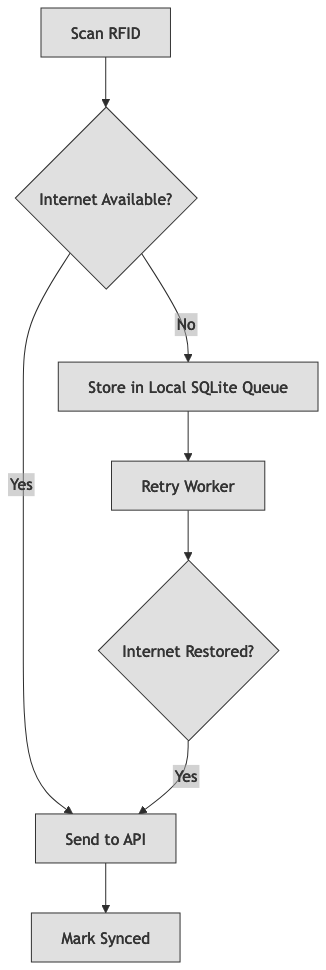 Scan RFID
Internet Available?
No
Store in Local SQLite Queue
Yes
Retry Worker
Internet Restored?
Yes
Send to API
Mark Synced